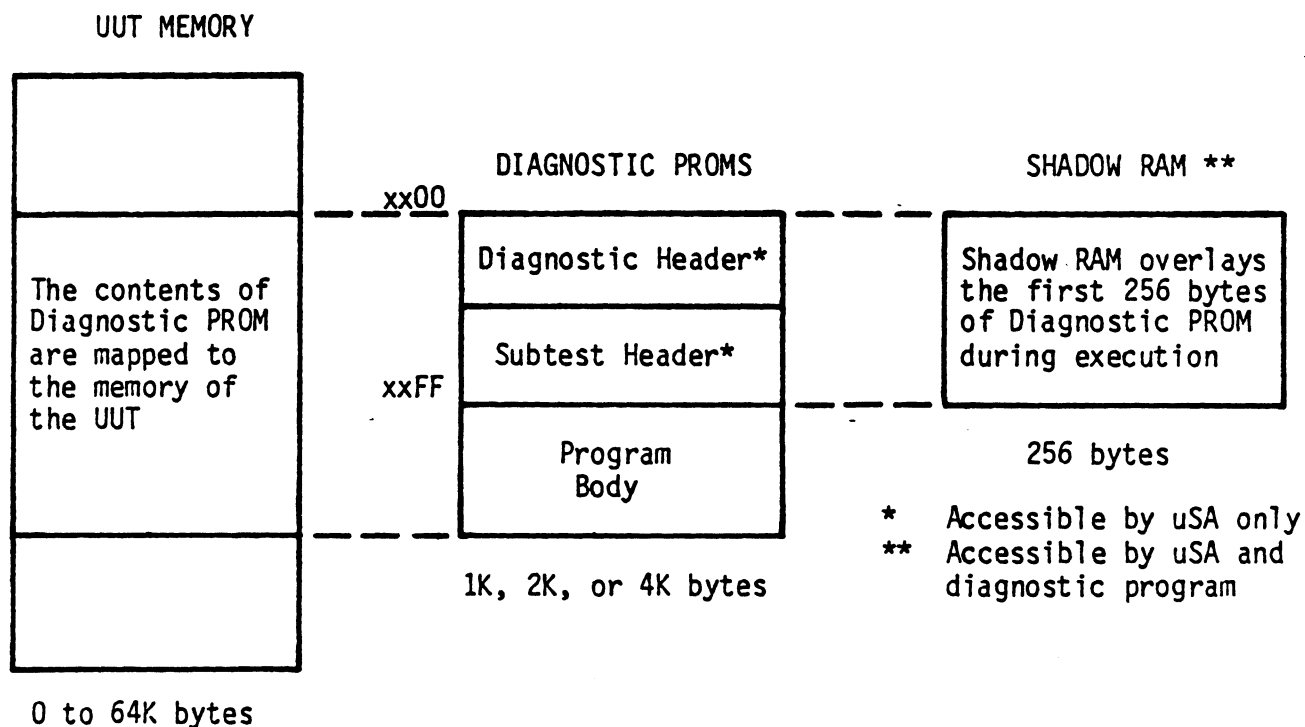 UUT MEMORY
The contents of
Diagnostic PROM
are mapped to
the memory of
the UUT
0 to 64K bytes
xx00
xxFF
DIAGNOSTIC PROMS
Diagnostic Header*
Subtest Header*
Program
Body
1K, 2K, or 4K bytes
SHADOW RAM **
Shadow RAM overlays
the first 256 bytes
of Diagnostic PROM
during execution
256 bytes
* Accessible by uSA only
** Accessible by uSA and
diagnostic program